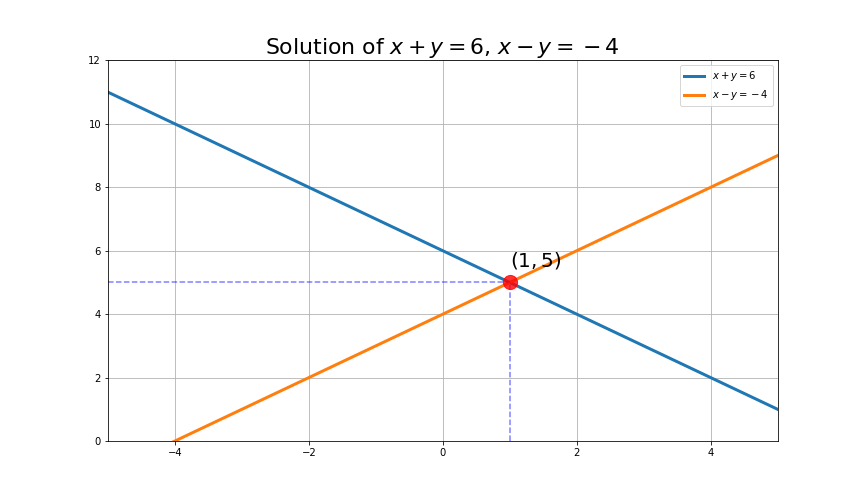 Solution of x + y = 6, x − y = − 4
12
10
8
6
4
2
0
x + y = 6
x − y = − 4
(1, 5)
−4 −2 0 2 4